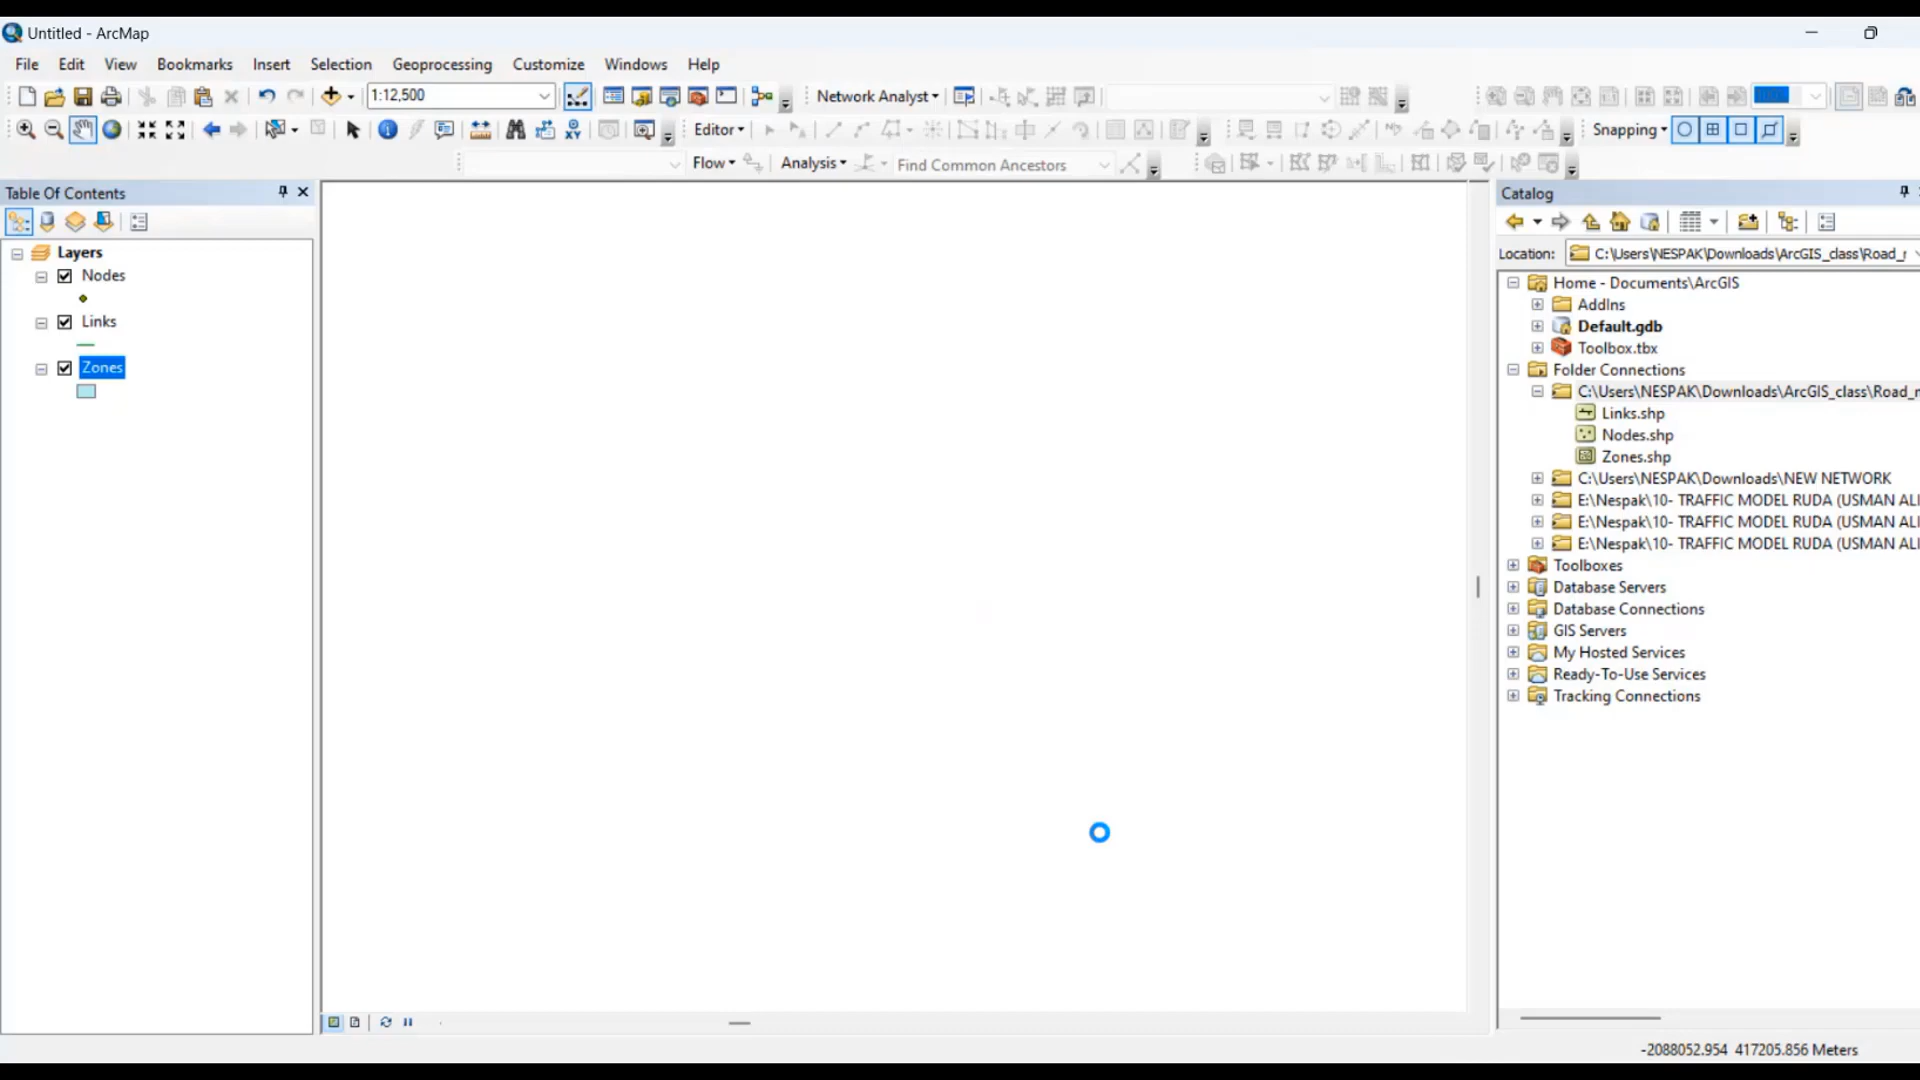 Untitled - ArcMap
File Edit View Bookmarks Insert Selection Geoprocessing Customize Windows Help
1:12,500 Network Analyst
Editor Snapping
Flow Analysis Find Common Ancestors
Table Of Contents
Layers
Nodes
Links
Zones
Catalog
Location: C:\Users\NESPAK\Downloads\ArcGIS_class\Road_r
Home - Documents\ArcGIS
AddIns
Default.gdb
Toolbox.tbx
Folder Connections
C:\Users\NESPAK\Downloads\ArcGIS_class\Road_n
Links.shp
Nodes.shp
Zones.shp
C:\Users\NESPAK\Downloads\NEW NETWORK
E:\Nespak\10- TRAFFIC MODEL RUDA (USMAN ALI
E:\Nespak\10- TRAFFIC MODEL RUDA (USMAN ALI
E:\Nespak\10- TRAFFIC MODEL RUDA (USMAN ALI
Toolboxes
Database Servers
Database Connections
GIS Servers
My Hosted Services
Ready-To-Use Services
Tracking Connections
-2088052.954 417205.856 Meters